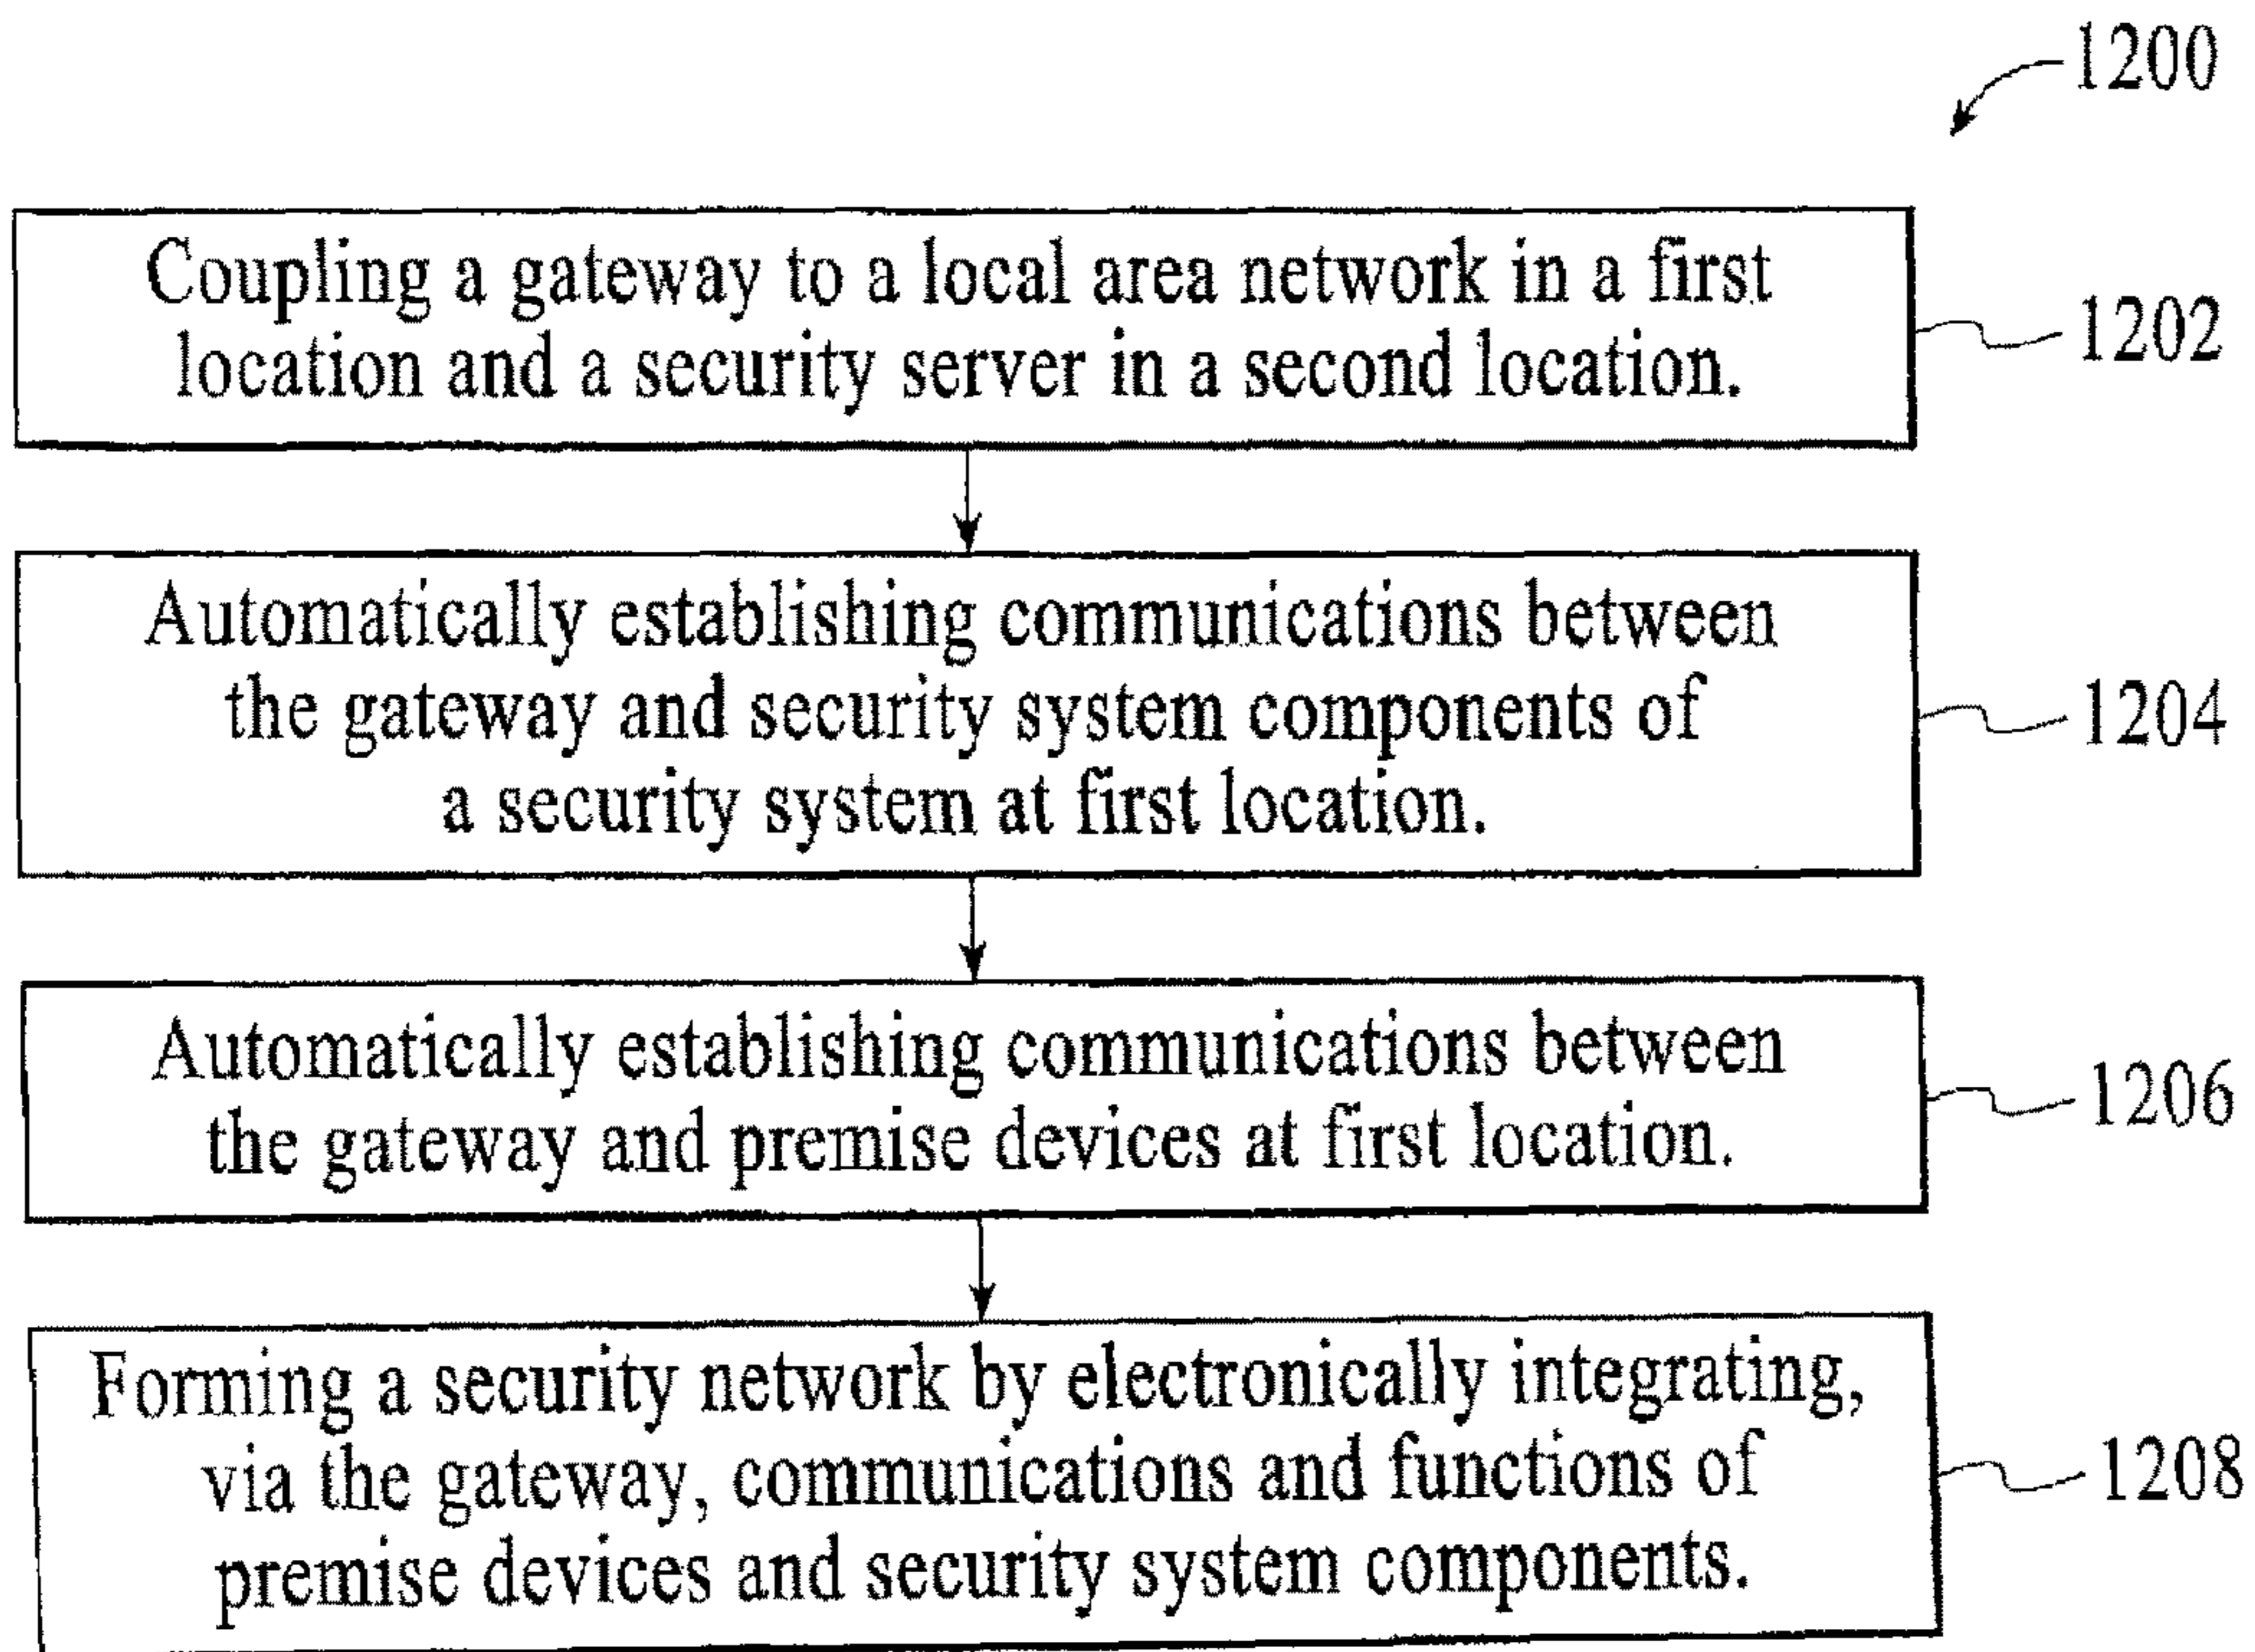 1200
Coupling a gateway to a local area network in a first
location and a security server in a second location.
1202
Automatically establishing communications between
the gateway and security system components of
a security system at first location.
1204
Automatically establishing communications between
the gateway and premise devices at first location.
1206
Forming a security network by electronically integrating,
via the gateway, communications and functions of
premise devices and security system components.
1208